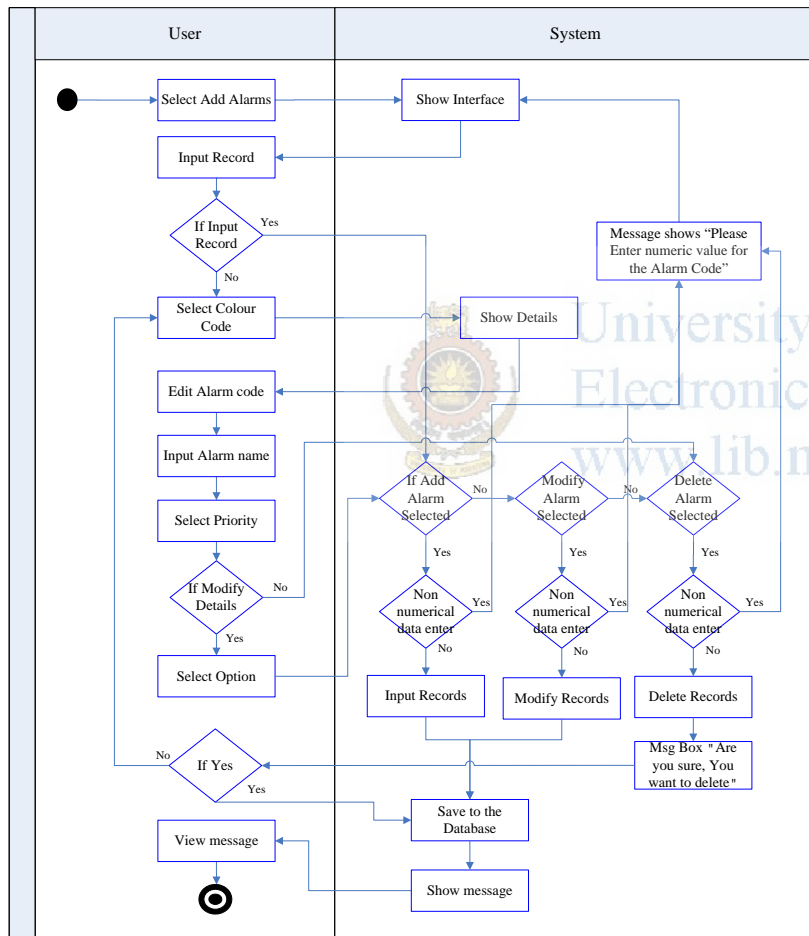 User
System
Select Add Alarms
Show Interface
Input Record
If Input
Record
Yes
No
Message shows “Please
Enter numeric value for
the Alarm Code”
Select Colour
Code
Show Details
University
Electronic
www.lib.m
Edit Alarm code
Input Alarm name
Select Priority
If Modify
Details
No
Yes
Select Option
If Add
Alarm
Selected
No
Yes
Modify
Alarm
Selected
No
Yes
Delete
Alarm
Selected
Yes
Non
numerical
data enter
Yes
No
Non
numerical
data enter
Yes
No
Non
numerical
data enter
Yes
No
Input Records
Modify Records
Delete Records
Msg Box " Are
you sure, You
want to delete"
If Yes
No
Yes
Save to the
Database
View message
Show message